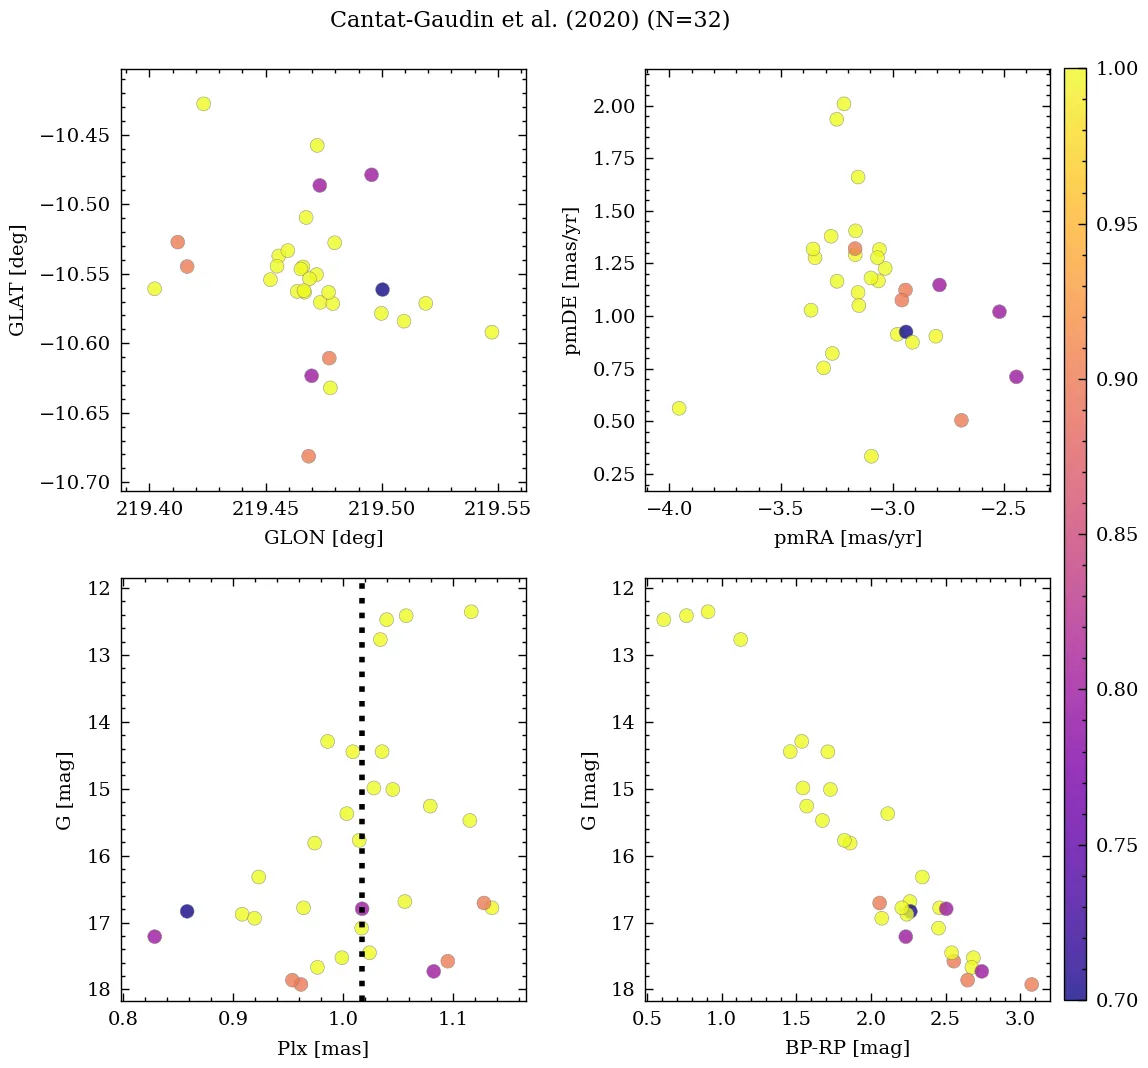 Cantat-Gaudin et al. (2020) (N=32)
−10.45
−10.50
−10.55
−10.60
−10.65
−10.70
GLAT [deg]
219.40 219.45 219.50 219.55
GLON [deg]
2.00
1.75
1.50
1.25
1.00
0.75
0.50
0.25
pmDE [mas/yr]
−4.0 −3.5 −3.0 −2.5
pmRA [mas/yr]
12
13
14
15
16
17
18
G [mag]
0.8 0.9 1.0 1.1
Plx [mas]
12
13
14
15
16
17
18
G [mag]
0.5 1.0 1.5 2.0 2.5 3.0
BP-RP [mag]
1.00
0.95
0.90
0.85
0.80
0.75
0.70